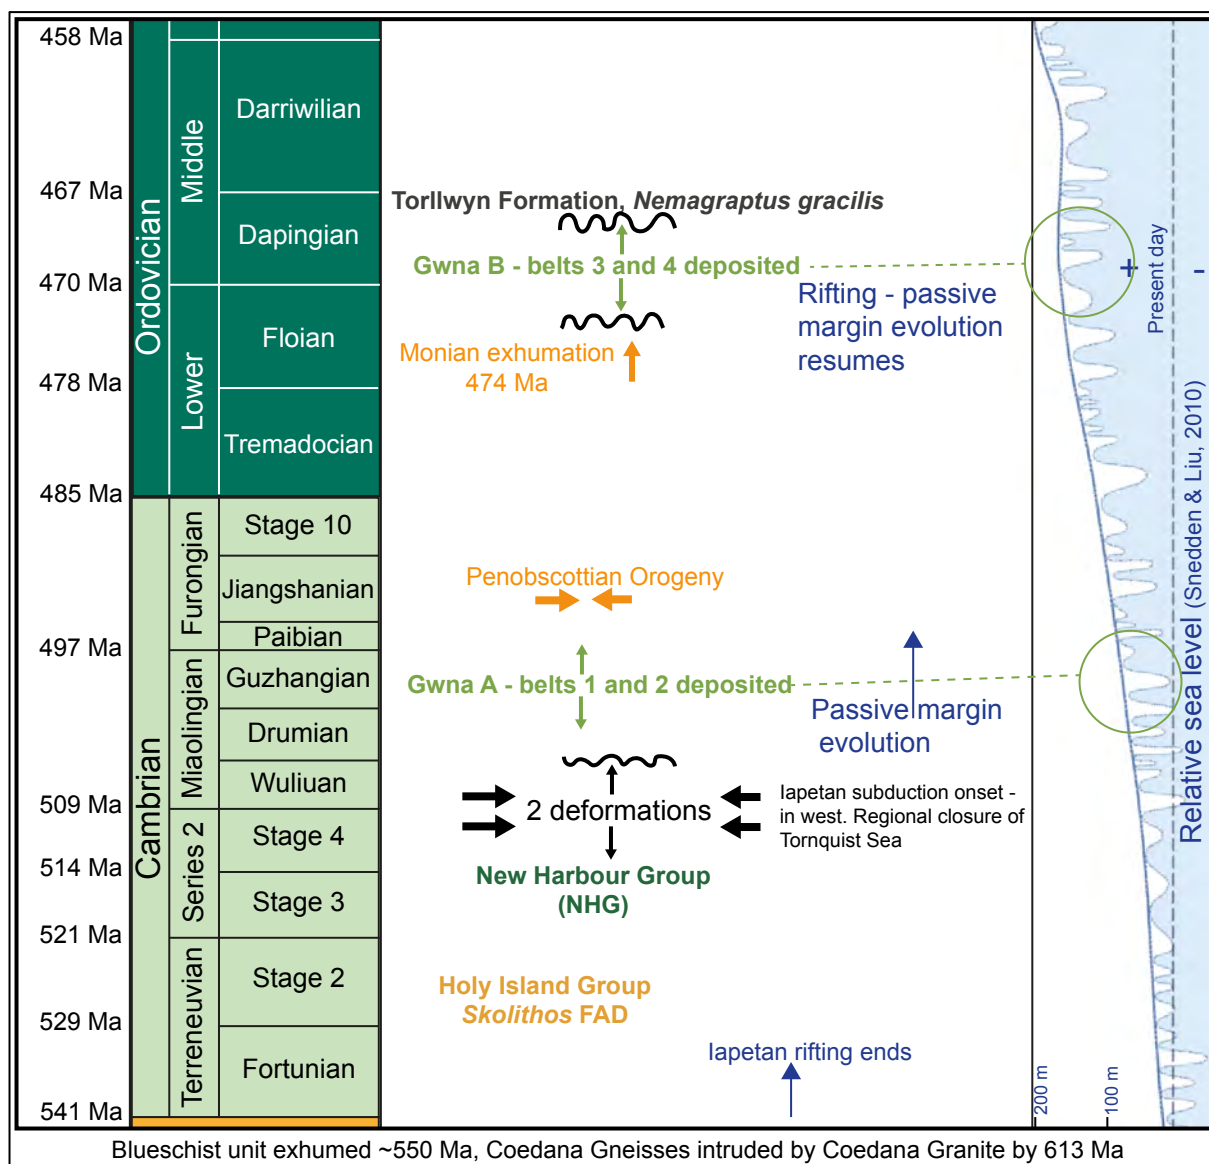 458 Ma
467 Ma
470 Ma
478 Ma
485 Ma
497 Ma
509 Ma
514 Ma
521 Ma
529 Ma
541 Ma
Ordovician
Middle
Lower
Darriwilian
Dapingian
Floian
Tremadocian
Cambrian
Furongian
Miaolingian
Series 2
Terreneuvian
Stage 10
Jiangshanian
Paibian
Guzhangian
Drumian
Wuliuan
Stage 4
Stage 3
Stage 2
Fortunian
Torllwyn Formation, Nemagraptus gracilis
Gwna B - belts 3 and 4 deposited
Rifting - passive
margin evolution
resumes
Monian exhumation
474 Ma
Penobscottian Orogeny
Gwna A - belts 1 and 2 deposited
Passive margin
evolution
2 deformations
Iapetan subduction onset -
in west. Regional closure of
Tornquist Sea
New Harbour Group
(NHG)
Holy Island Group
Skolithos FAD
Iapetan rifting ends
+
-
Present day
Relative sea level (Snedden & Liu, 2010)
200 m
100 m
Blueschist unit exhumed ~550 Ma, Coedana Gneisses intruded by Coedana Granite by 613 Ma